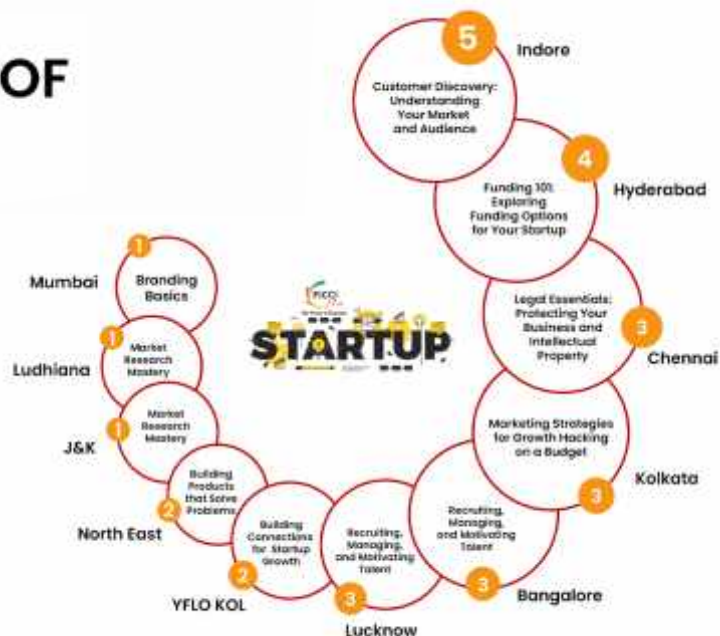 OF
5
Indore
Customer Discovery:
Understanding
Your Market
and Audience
4
Hyderabad
Funding 101:
Exploring
Funding Options
for Your Startup
3
Chennai
Legal Essentials:
Protecting Your
Business and
Intellectual
Property
Marketing Strategies
for Growth Hacking
on a Budget
3
Kolkata
Recruiting,
Managing,
and Motivating
Talent
3
Bangalore
Recruiting,
Managing,
and Motivating
Talent
3
Lucknow
Building
Connections
for Startup
Growth
2
YFLO KOL
Building
Products
that Solve
Problems
2
North East
Market
Research
Mastery
1
J&K
Market
Research
Mastery
1
Ludhiana
Branding
Basics
1
Mumbai
FICCI
STARTUP